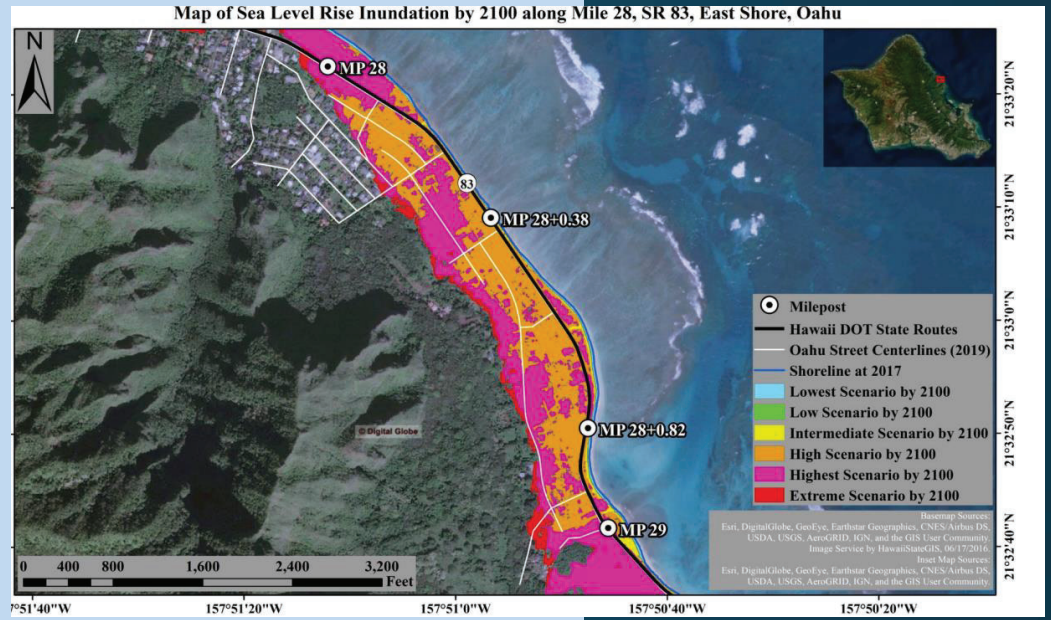 Map of Sea Level Rise Inundation by 2100 along Mile 28, SR 83, East Shore, Oahu
N
MP 28
83
MP 28+0.38
MP 28+0.82
MP 29
© Digital Globe
21°33'20"N
21°33'10"N
21°33'0"N
21°32'50"N
21°32'40"N
Milepost
Hawaii DOT State Routes
Oahu Street Centerlines (2019)
Shoreline at 2017
Lowest Scenario by 2100
Low Scenario by 2100
Intermediate Scenario by 2100
High Scenario by 2100
Highest Scenario by 2100
Extreme Scenario by 2100
Basemap Sources:
Esri, DigitalGlobe, GeoEye, Earthstar Geographics, CNES/Airbus DS,
USDA, USGS, AeroGRID, IGN, and the GIS User Community.
Image Service by HawaiiStateGIS, 06/17/2016.
Inset Map Sources:
Esri, DigitalGlobe, GeoEye, Earthstar Geographics, CNES/Airbus DS,
USDA, USGS, AeroGRID, IGN, and the GIS User Community.
0 400 800 1,600 2,400 3,200
Feet
7°51'40"W 157°51'20"W 157°51'0"W 157°50'40"W 157°50'20"W